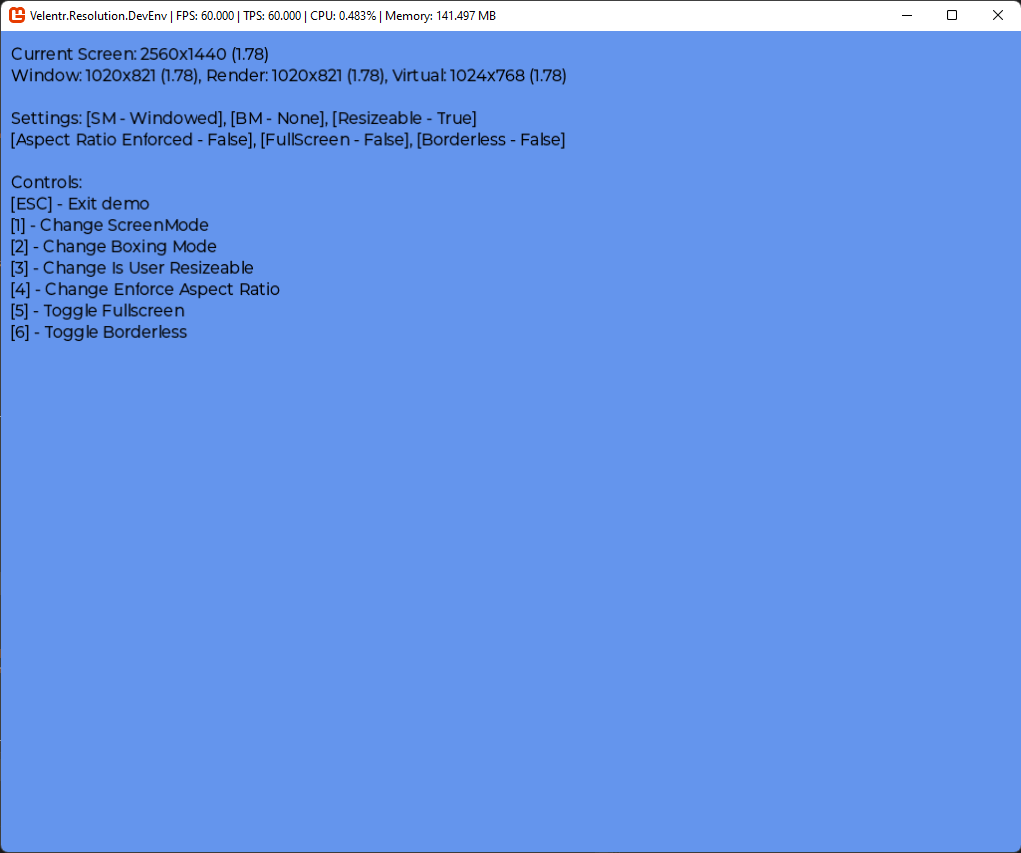 Velentr.Resolution.DevEnv | FPS: 60.000 | TPS: 60.000 | CPU: 0.483% | Memory: 141.497 MB
Current Screen: 2560x1440 (1.78)
Window: 1020x821 (1.78), Render: 1020x821 (1.78), Virtual: 1024x768 (1.78)
Settings: [SM - Windowed], [BM - None], [Resizeable - True]
[Aspect Ratio Enforced - False], [FullScreen - False], [Borderless - False]
Controls:
[ESC] - Exit demo
[1] - Change ScreenMode
[2] - Change Boxing Mode
[3] - Change Is User Resizeable
[4] - Change Enforce Aspect Ratio
[5] - Toggle Fullscreen
[6] - Toggle Borderless